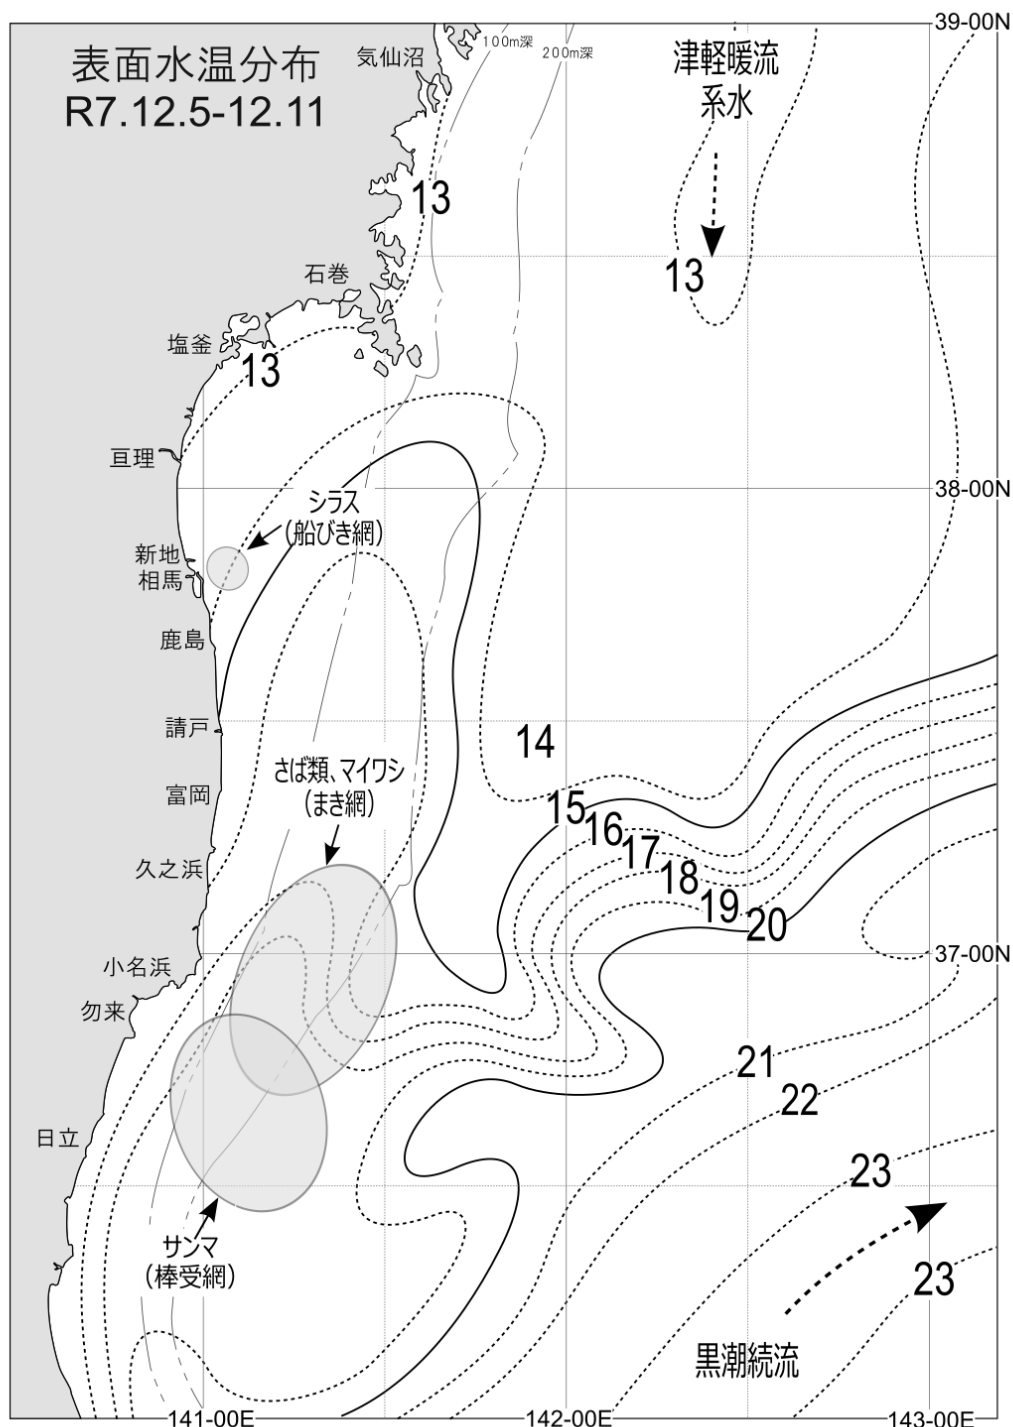 表面水温分布
R7.12.5-12.11
気仙沼
100m深
200m深
津軽暖流
系水
39-00N
13
13
石巻
塩釜
13
亘理
38-00N
シラス
(船びき網)
新地
相馬
鹿島
請戸
14
さば類、マイワシ
(まき網)
富岡
15
16
17
18
19
20
久之浜
37-00N
小名浜
勿来
21
22
日立
23
サンマ
(棒受網)
23
黒潮続流
141-00E
142-00E
143-00E